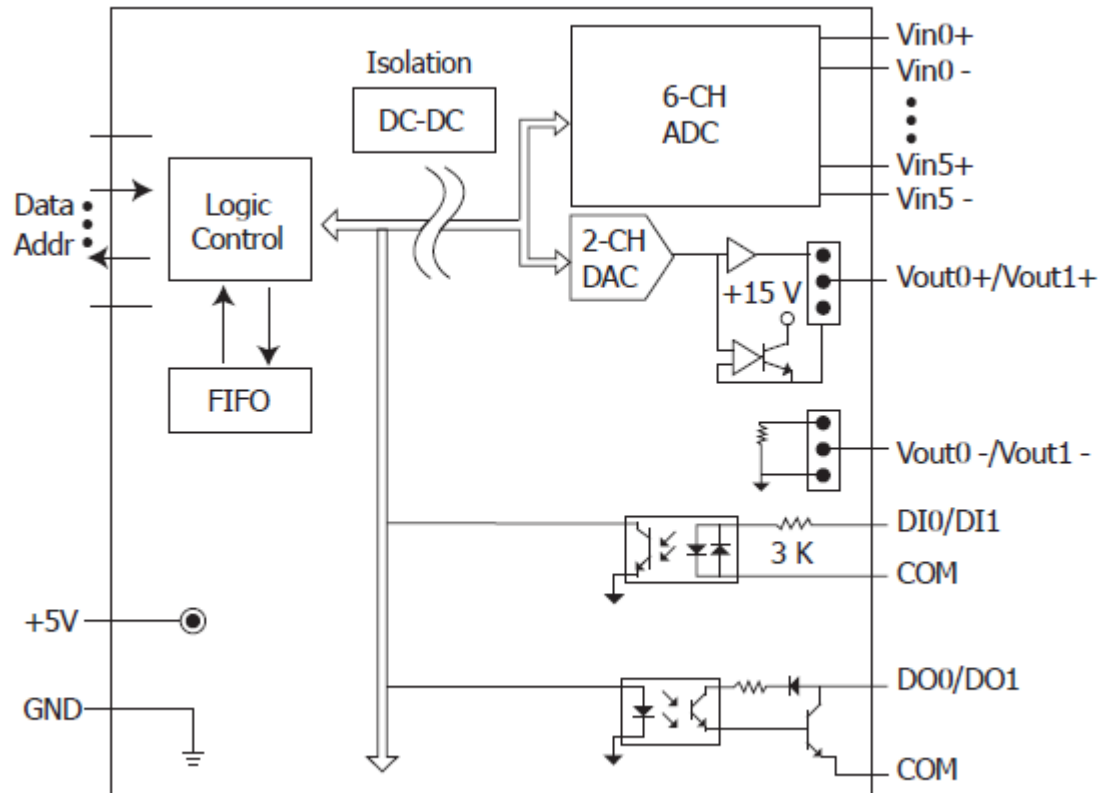 Vin0+
Vin0 -
Isolation
DC-DC
6-CH
ADC
Vin5+
Vin5 -
Data
Addr
Logic
Control
2-CH
DAC
+15 V
Vout0+/Vout1+
FIFO
Vout0 -/Vout1 -
DI0/DI1
3 K
COM
+5V
DO0/DO1
GND
COM